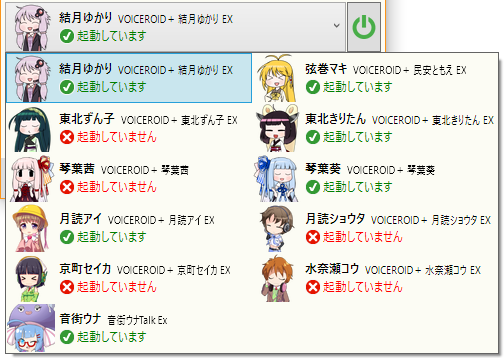 結月ゆかり VOICEROID＋ 結月ゆかり EX
起動しています
結月ゆかり VOICEROID＋ 結月ゆかり EX
起動しています
弦巻マキ VOICEROID＋ 民安ともえ EX
起動しています
東北ずん子 VOICEROID＋ 東北ずん子 EX
起動していません
東北きりたん VOICEROID＋ 東北きりたん EX
起動しています
琴葉茜 VOICEROID＋ 琴葉茜
起動していません
琴葉葵 VOICEROID＋ 琴葉葵
起動しています
月読アイ VOICEROID＋ 月読アイ EX
起動しています
月読ショウタ VOICEROID＋ 月読ショウタ EX
起動していません
京町セイカ VOICEROID＋ 京町セイカ EX
起動していません
水奈瀬コウ VOICEROID＋ 水奈瀬コウ EX
起動していません
音街ウナ 音街ウナTalk Ex
起動しています